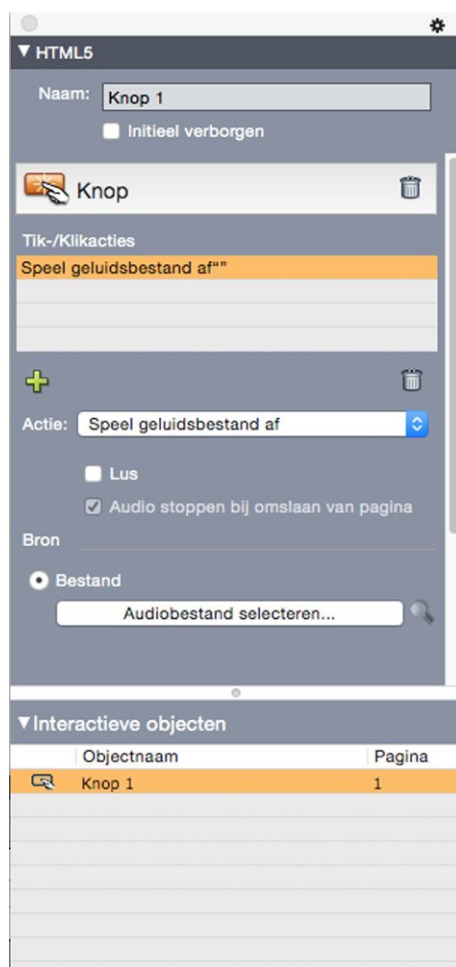 HTML5
Naam: Knop 1
Initieel verborgen
Knop
Tik-/Klikacties
Speel geluidsbestand af“”
Actie: Speel geluidsbestand af
Lus
Audio stoppen bij omslaan van pagina
Bron
Bestand
Audiobestand selecteren...
Interactieve objecten
Objectnaam Pagina
Knop 1 1